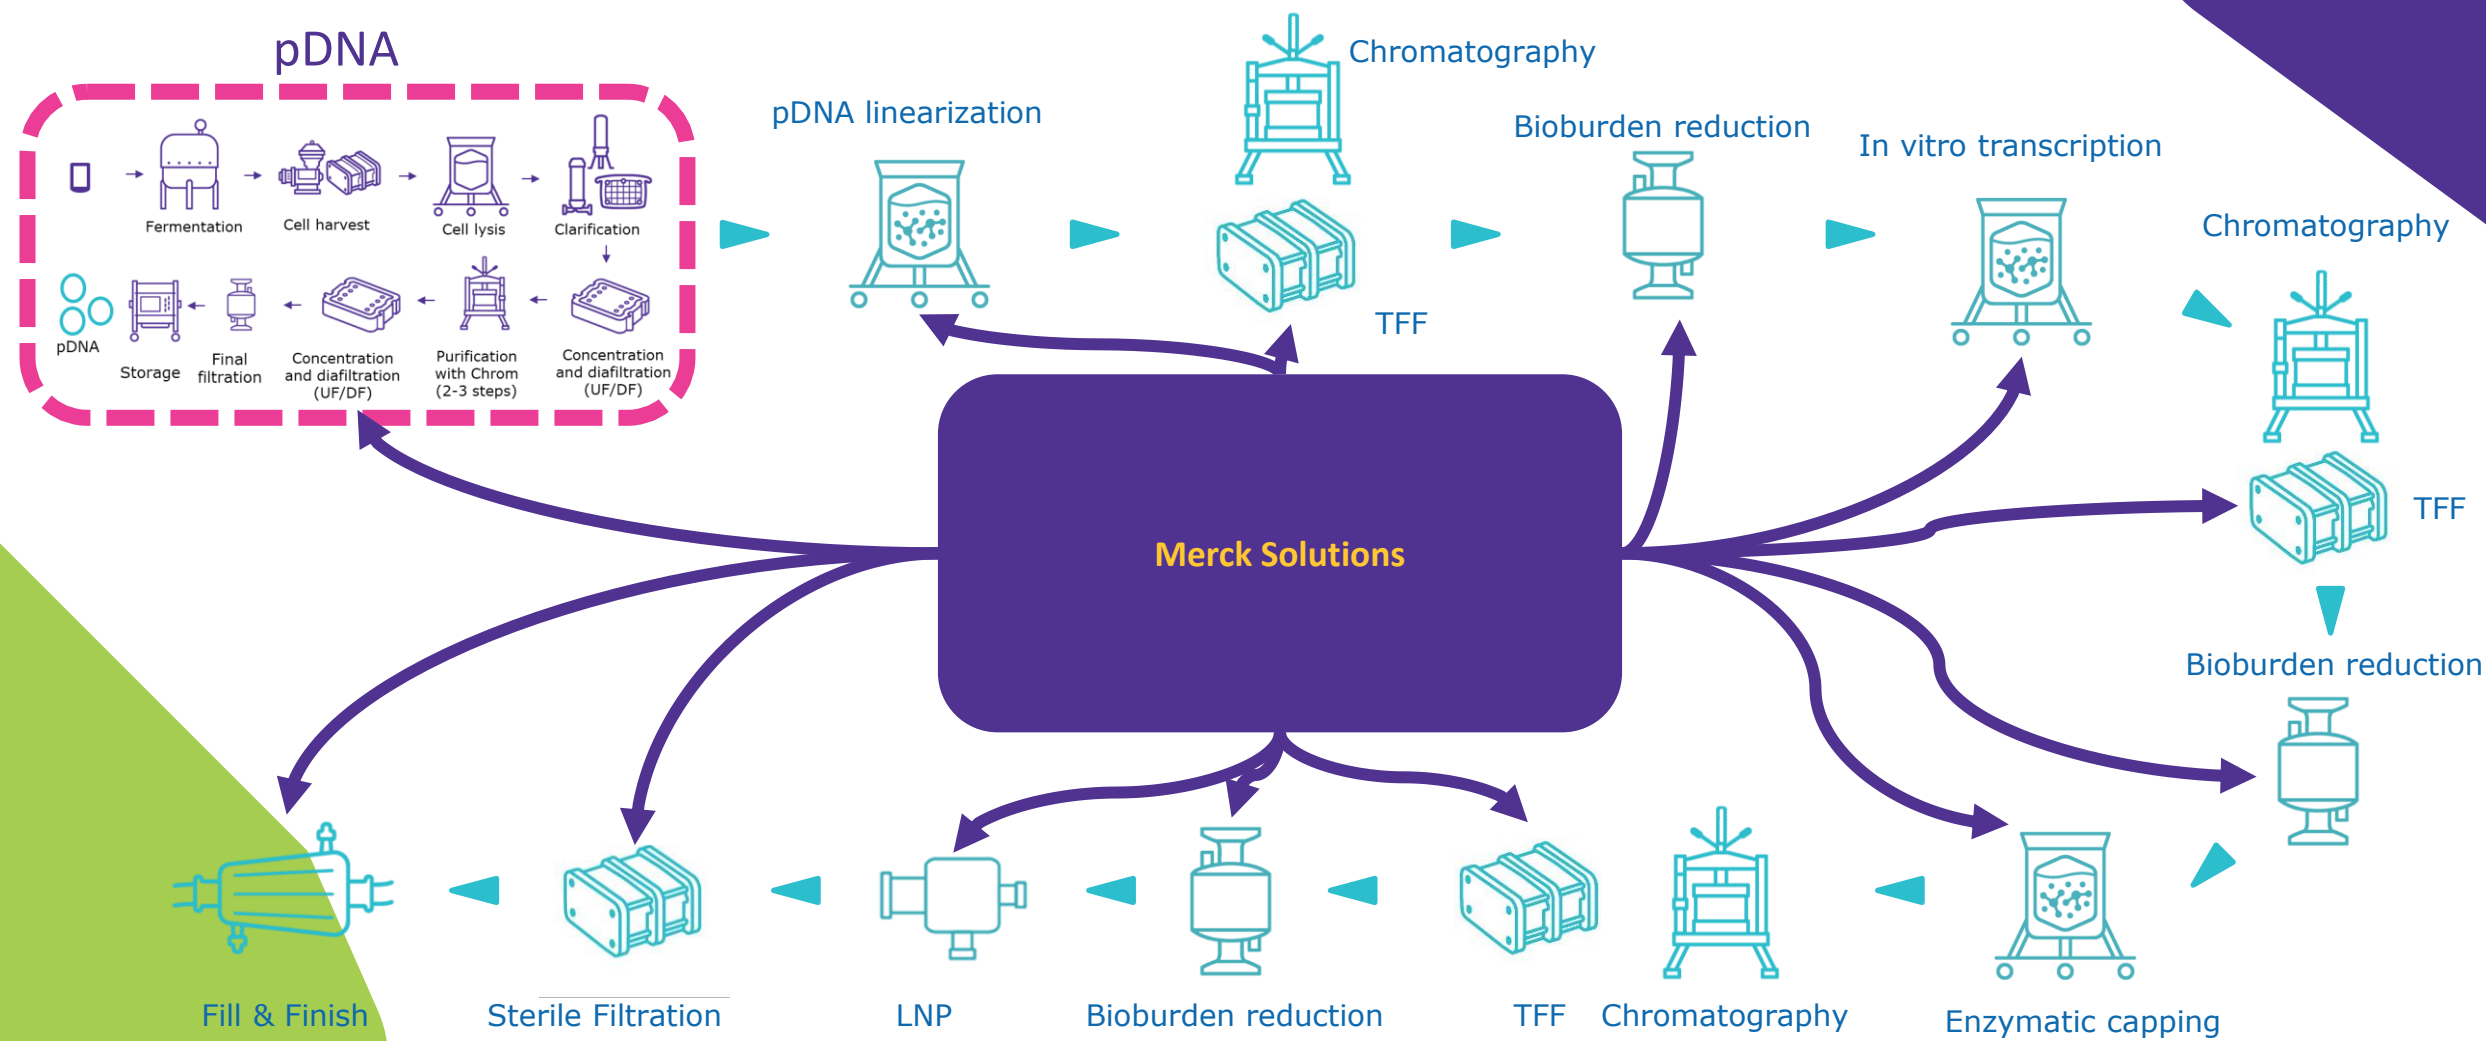 pDNA
Fermentation
Cell harvest
Cell lysis
Clarification
pDNA
Storage
Final
filtration
Concentration
and diafiltration
(UF/DF)
Purification
with Chrom
(2-3 steps)
Concentration
and diafiltration
(UF/DF)
pDNA linearization
Chromatography
TFF
Bioburden reduction
In vitro transcription
Chromatography
TFF
Bioburden reduction
Merck Solutions
Fill & Finish
Sterile Filtration
LNP
Bioburden reduction
TFF
Chromatography
Enzymatic capping